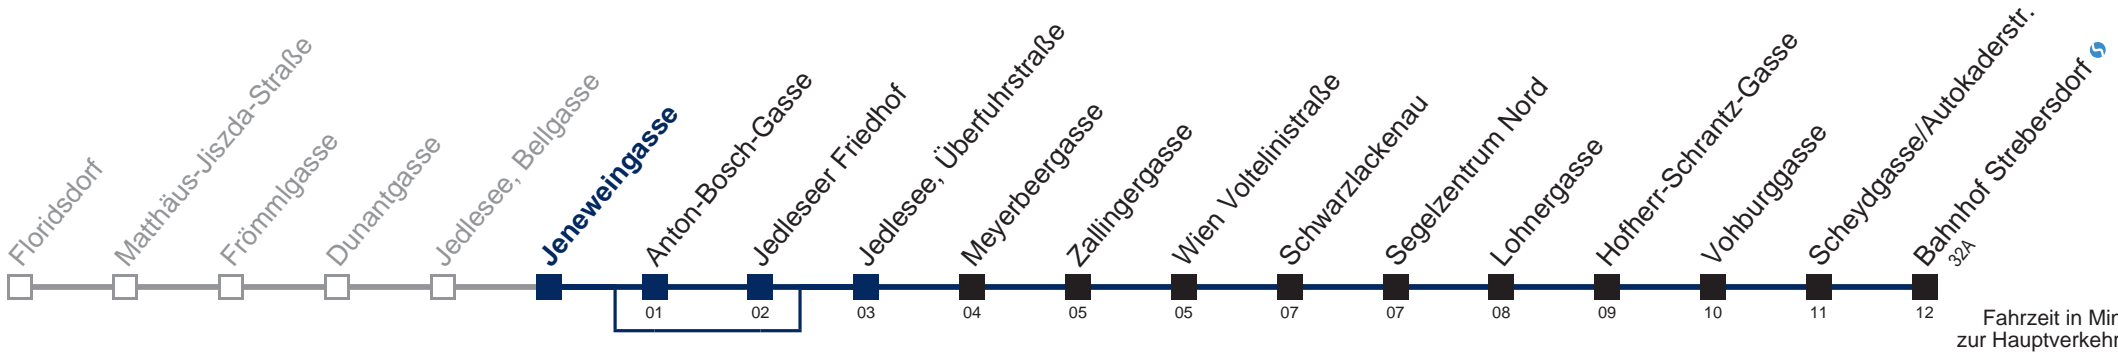 Floridsdorf
Matthäus-Jiszda-Straße
Frömmlgasse
Dunantgasse
Jedlesee, Bellgasse
Jeneweingasse
Anton-Bosch-Gasse
Jedleseer Friedhof
Jedlesee, Überfuhrstraße
Meyerbeergasse
Zallingergasse
Wien Voltelinistraße
Schwarzlackenau
Segelzentrum Nord
Lohnergasse
Hofherr-Schrantz-Gasse
Vohburggasse
Scheydgasse/Autokaderstr.
Bahnhof Strebersdorf
32A
01 02 03 04 05 05 07 07 08 09 10 11 12
Fahrzeit in Min
zur Hauptverkehr